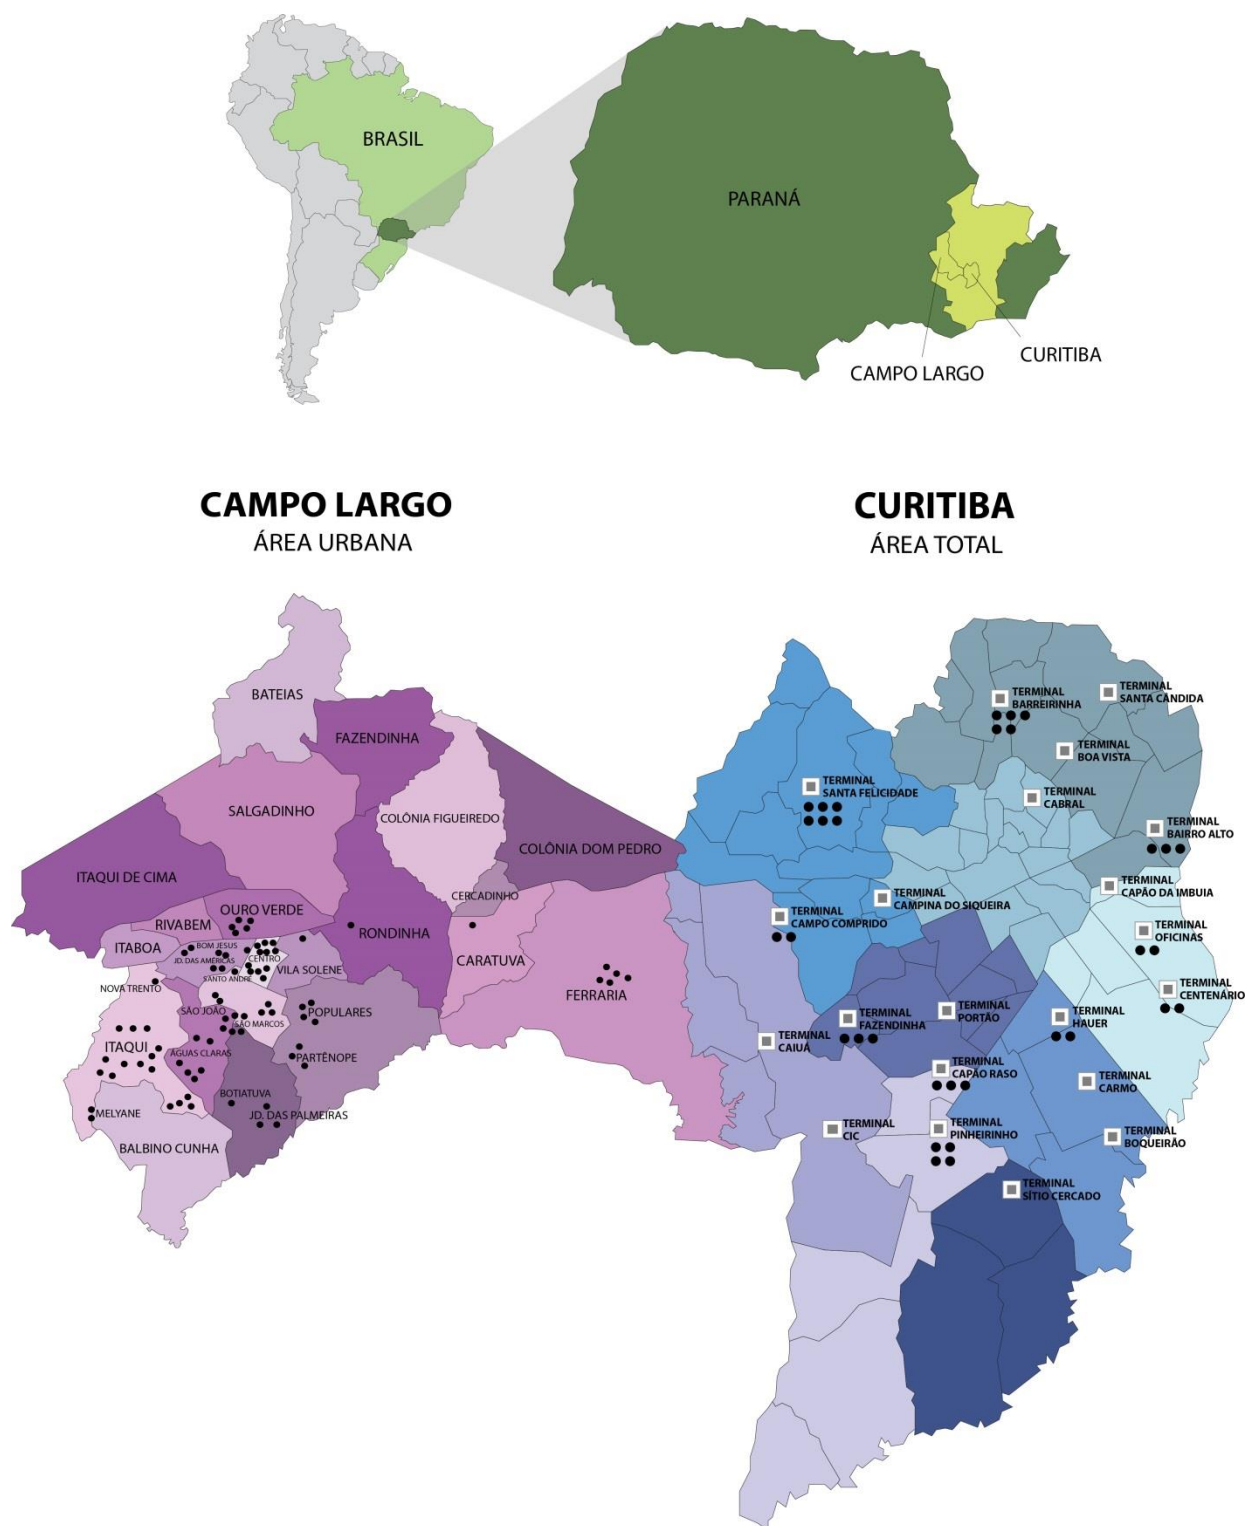 BRASIL
PARANÁ
CURITIBA
CAMPO LARGO
CAMPO LARGO
ÁREA URBANA
CURITIBA
ÁREA TOTAL
BATEIAS
FAZENDINHA
SALGADINHO
COLÔNIA FIGUEIREDO
COLÔNIA DOM PEDRO
ITAQUI DE CIMA
CERCADINHO
OURO VERDE
RIVABEM
RONDINHA
ITABOA
BOM JESUS
JD. DAS AMÉRICAS
CENTRO
CARATUVA
VILA SOLENE
SANTO ANDRÉ
NOVA TRENTO
FERRARIA
SÃO JOÃO
POPULARES
SÃO MARCOS
ITAQUI
ÁGUAS CLARAS
PARTÊNOPE
BOTIATUVA
MELYANE
JD. DAS PALMEIRAS
BALBINO CUNHA
TERMINAL
BARREIRINHA
TERMINAL
SANTA CÂNDIDA
TERMINAL
BOA VISTA
TERMINAL
SANTA FELICIDADE
TERMINAL
CABRAL
TERMINAL
BAIRRO ALTO
TERMINAL
CAPÃO DA IMBUIA
TERMINAL
CAMPINA DO SIQUEIRA
TERMINAL
CAMPO COMPRIDO
TERMINAL
OFICINAS
TERMINAL
CENTENÁRIO
TERMINAL
PORTÃO
TERMINAL
FAZENDINHA
TERMINAL
HAUER
TERMINAL
CAIUÁ
TERMINAL
CAPÃO RASO
TERMINAL
CARMO
TERMINAL
CIC
TERMINAL
PINHEIRINHO
TERMINAL
BOQUEIRÃO
TERMINAL
SÍTIO CERCADO